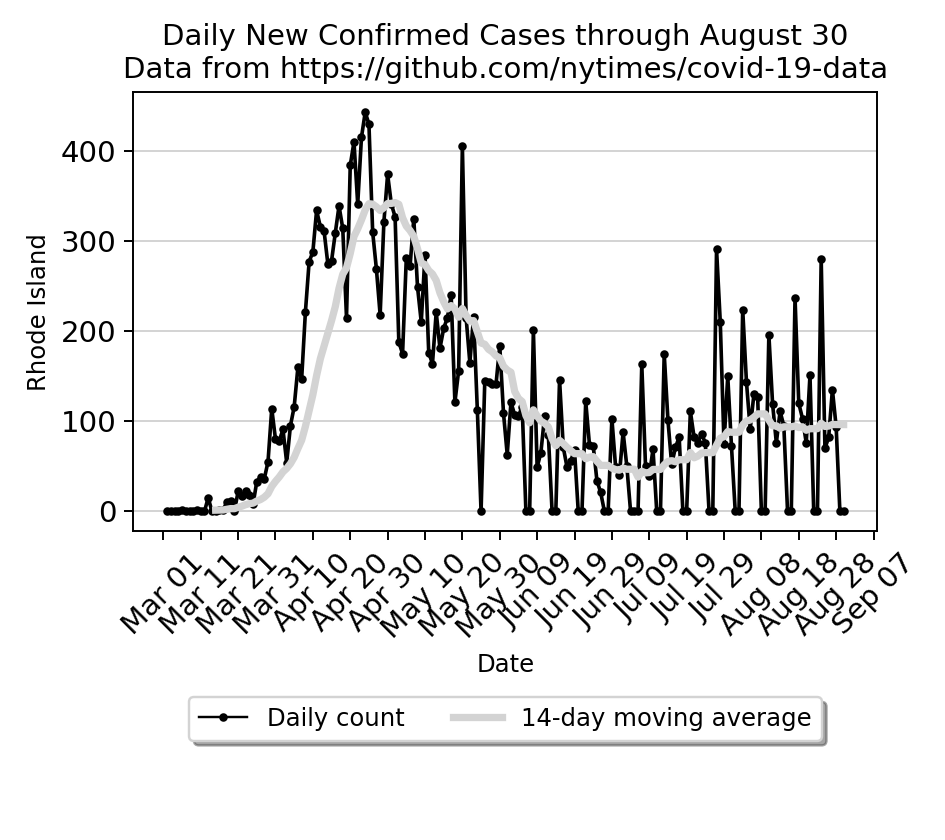 Daily New Confirmed Cases through August 30
Data from https://github.com/nytimes/covid-19-data
Rhode Island
400
300
200
100
0
Mar 01
Mar 11
Mar 21
Mar 31
Apr 10
Apr 20
Apr 30
May 10
May 20
May 30
Jun 09
Jun 19
Jun 29
Jul 09
Jul 19
Jul 29
Aug 08
Aug 18
Aug 28
Sep 07
Date
Daily count
14-day moving average